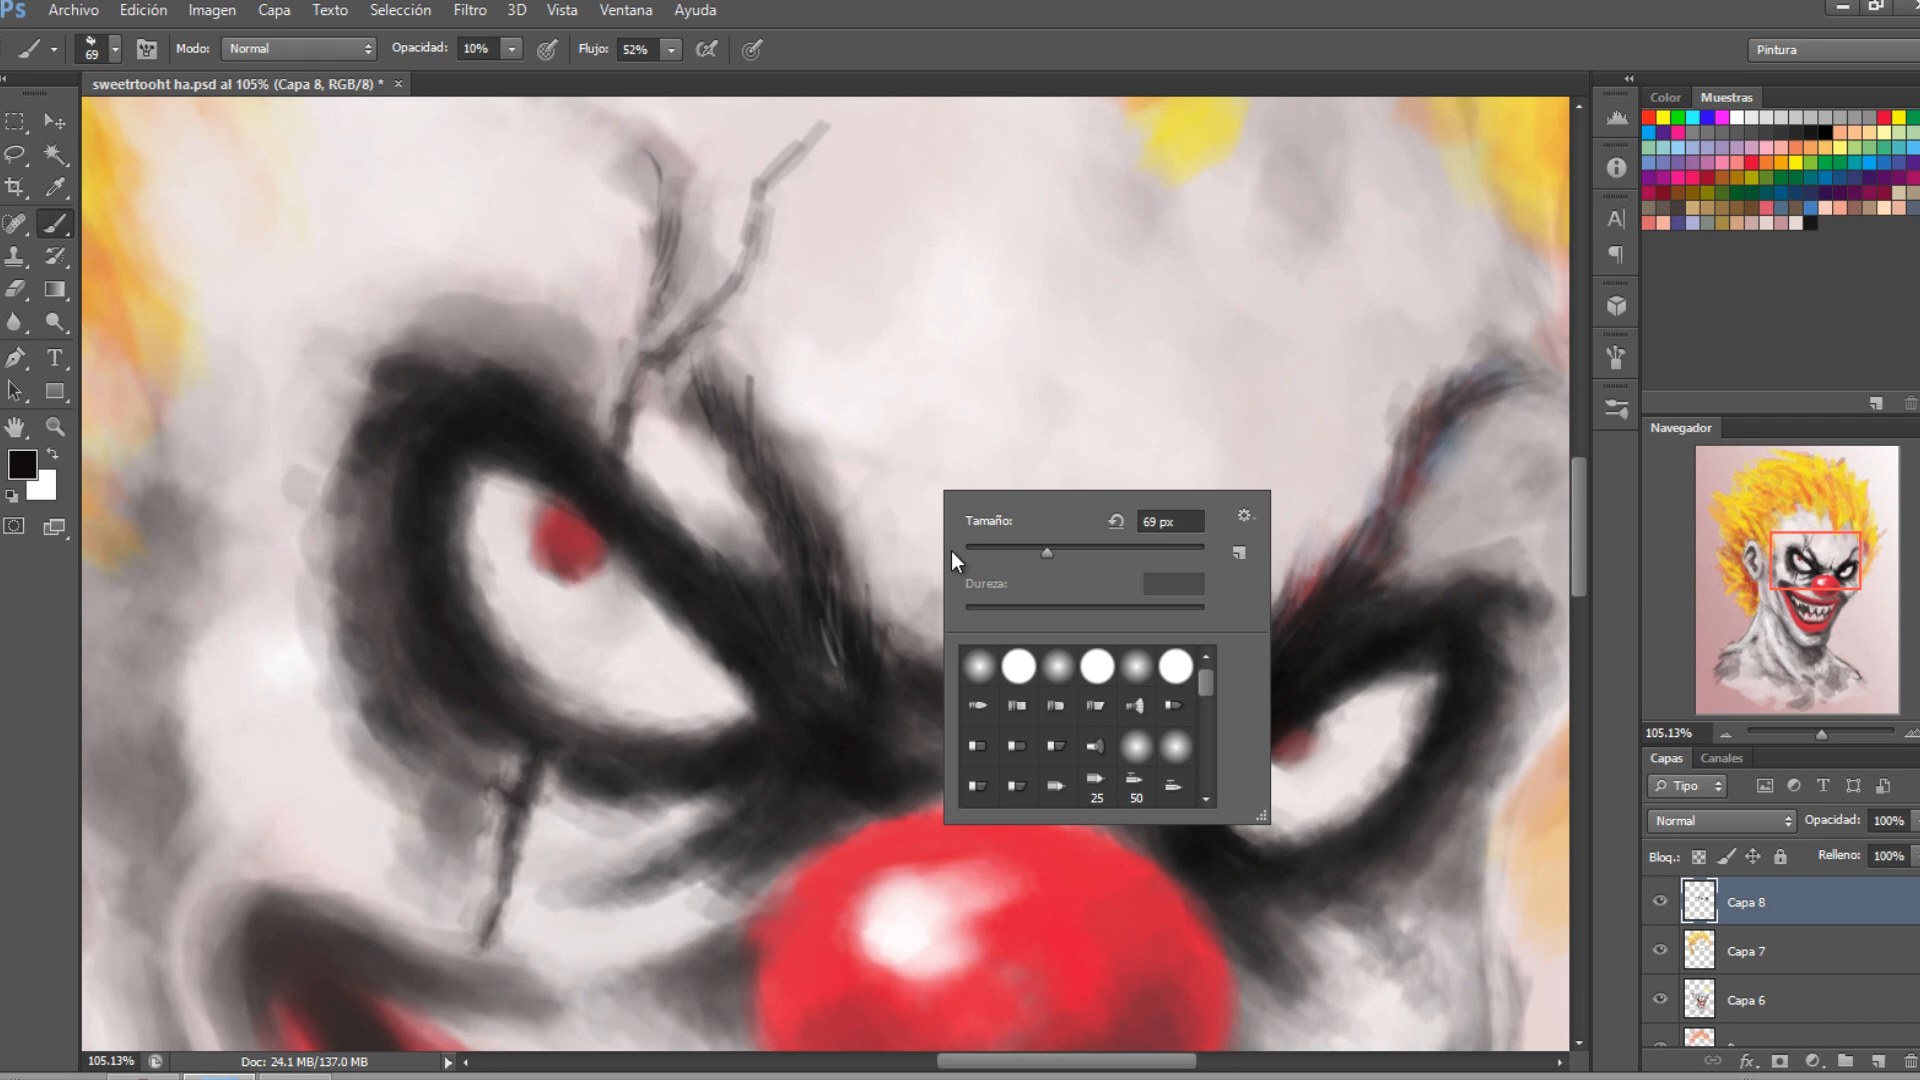 Ps Archivo Edición Imagen Capa Texto Selección Filtro 3D Vista Ventana Ayuda
69 Modo: Normal Opacidad: 10% Flujo: 52% Pintura
sweetrtooht ha.psd al 105% (Capa 8, RGB/8) * ×
Color Muestras
Tamaño: 69 px
Dureza:
25 50
Navegador
105.13%
Capas Canales
Tipo
Normal Opacidad: 100%
Bloq.: Relleno: 100%
Capa 8
Capa 7
Capa 6
105.13% Doc: 24.1 MB/137.0 MB